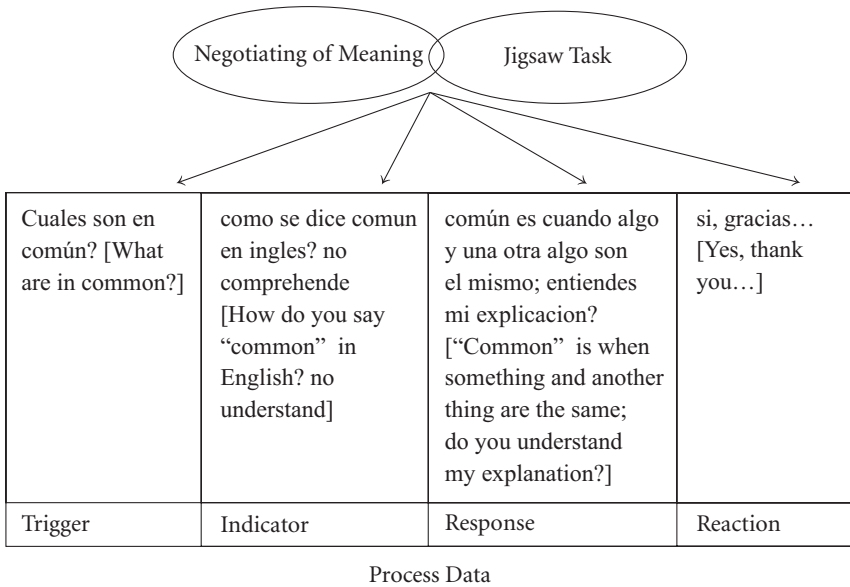 Negotiating of Meaning
Jigsaw Task
Cuales son en
común? [What
are in common?]
como se dice comun
en ingles? no
comprehende
[How do you say
“common” in
English? no
understand]
común es cuando algo
y una otra algo son
el mismo; entiendes
mi explicacion?
[“Common” is when
something and another
thing are the same;
do you understand
my explanation?]
si, gracias…
[Yes, thank
you…]
Trigger
Indicator
Response
Reaction
Process Data